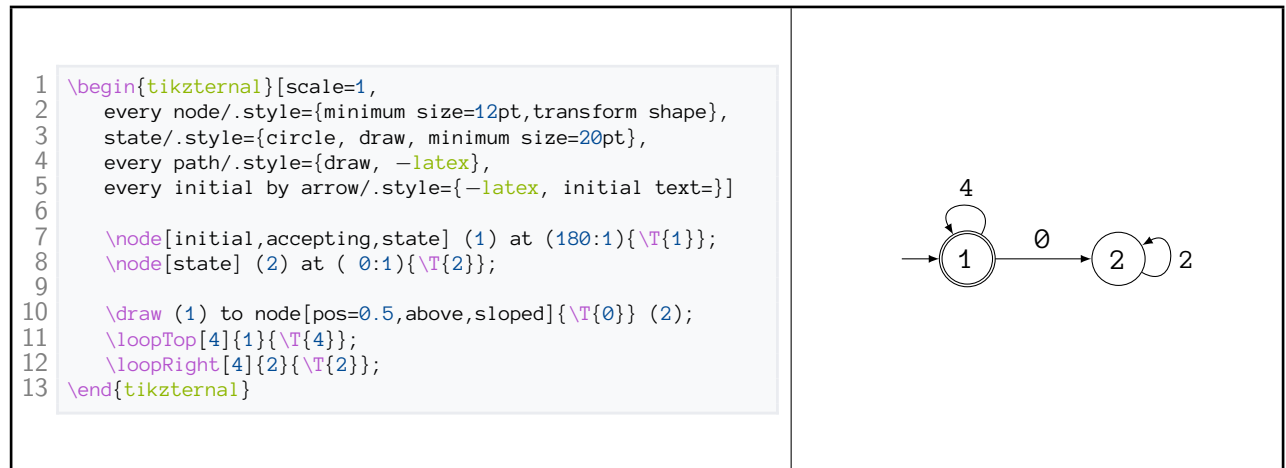 1 \begin{tikzternal}[scale=1,
2 every node/.style={minimum size=12pt,transform shape},
3 state/.style={circle, draw, minimum size=20pt},
4 every path/.style={draw, −latex},
5 every initial by arrow/.style={−latex, initial text=}]
6
7 \node[initial,accepting,state] (1) at (180:1){\T{1}};
8 \node[state] (2) at ( 0:1){\T{2}};
9
10 \draw (1) to node[pos=0.5,above,sloped]{\T{0}} (2);
11 \loopTop[4]{1}{\T{4}};
12 \loopRight[4]{2}{\T{2}};
13 \end{tikzternal}
4
0
1 2 2